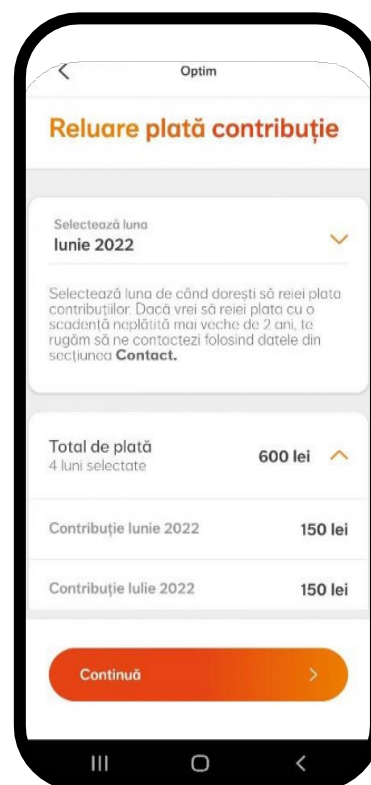 Optim
Reluare plată contribuție
Selectează luna
Iunie 2022
Selectează luna de când dorești să reiei plata
contribuțiilor. Dacă vrei să reiei plata cu o
scadență neplătită mai veche de 2 ani, te
rugăm să ne contactezi folosind datele din
secțiunea Contact.
Total de plată
4 luni selectate
600 lei
Contribuție Iunie 2022
150 lei
Contribuție Iulie 2022
150 lei
Continuă